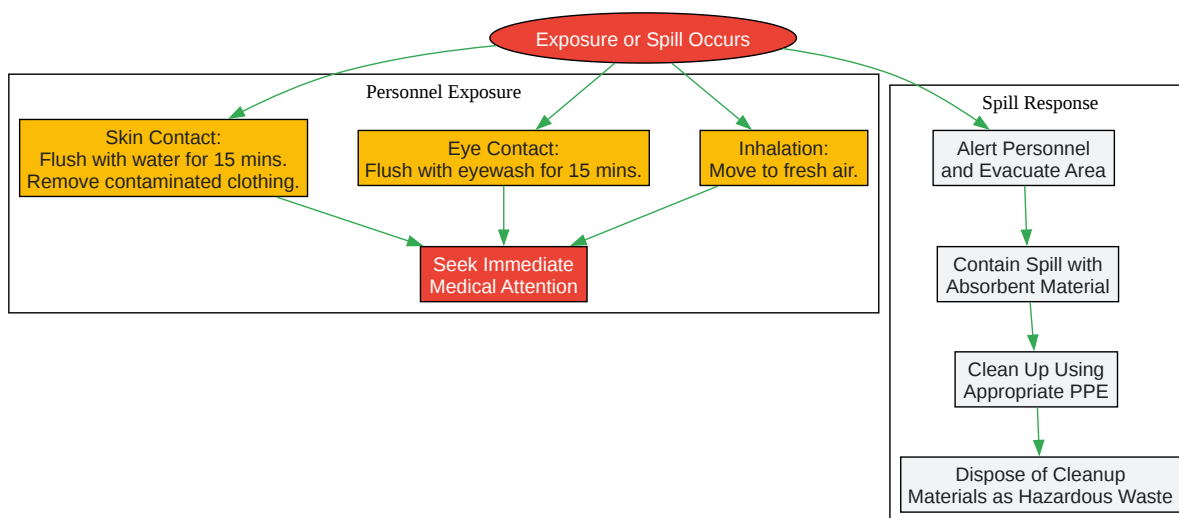 Exposure or Spill Occurs
Personnel Exposure
Skin Contact:
Flush with water for 15 mins.
Remove contaminated clothing.
Eye Contact:
Flush with eyewash for 15 mins.
Inhalation:
Move to fresh air.
Seek Immediate
Medical Attention
Spill Response
Alert Personnel
and Evacuate Area
Contain Spill with
Absorbent Material
Clean Up Using
Appropriate PPE
Dispose of Cleanup
Materials as Hazardous Waste